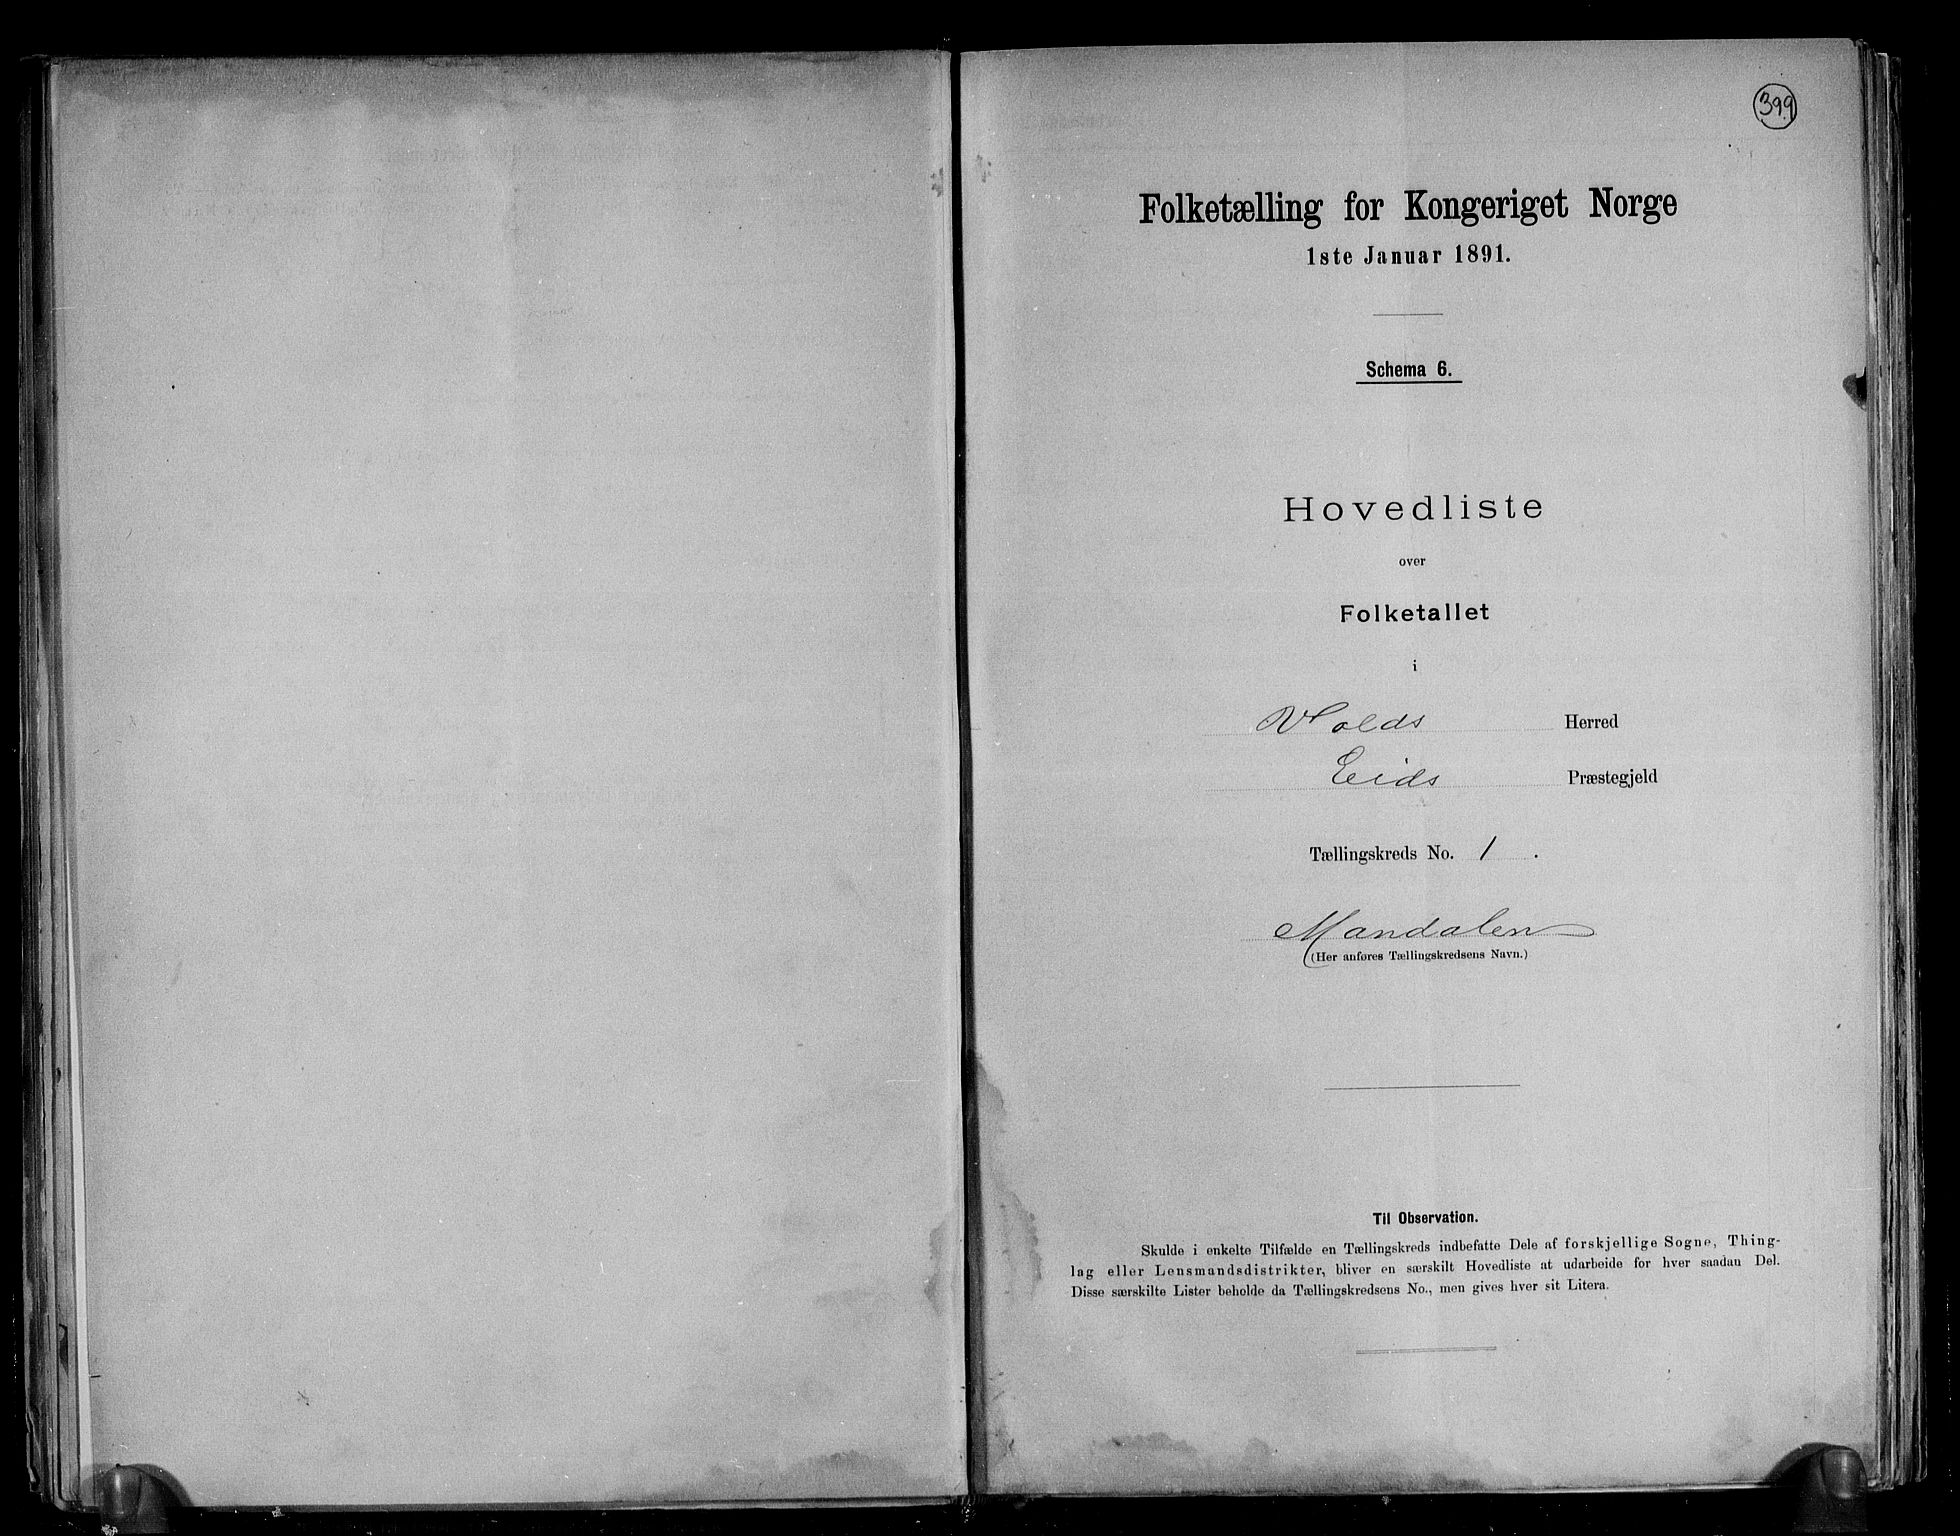 399
Folketælling for Kongeriget Norge
1ste Januar 1891.
Schema 6.
Hovedliste
over
Folketallet
i
Volds Herred
Eids Præstegjeld
Tællingskreds No. 1.
Mandalen
(Her anføres Tællingskredsens Navn.)
Til Observation.
Skulde i enkelte Tilfælde en Tællingskreds indbefatte Dele af forskjellige Sogne, Thing-
lag eller Lensmandsdistrikter, bliver en særskilt Hovedliste at udarbeide for hver saadan Del.
Disse særskilte Lister beholde da Tællingskredsens No., men gives hver sit Litera.